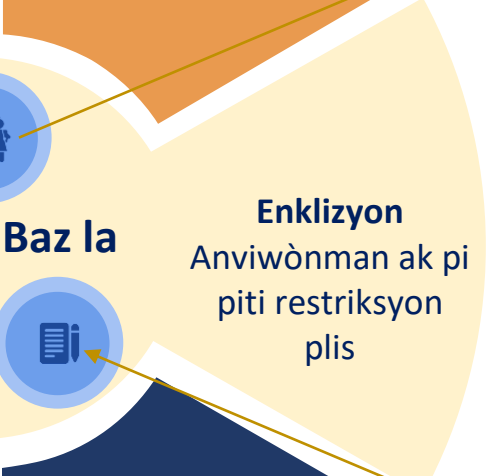 Baz la
Enklizyon
Anviwònman ak pi
piti restriksyon
plis